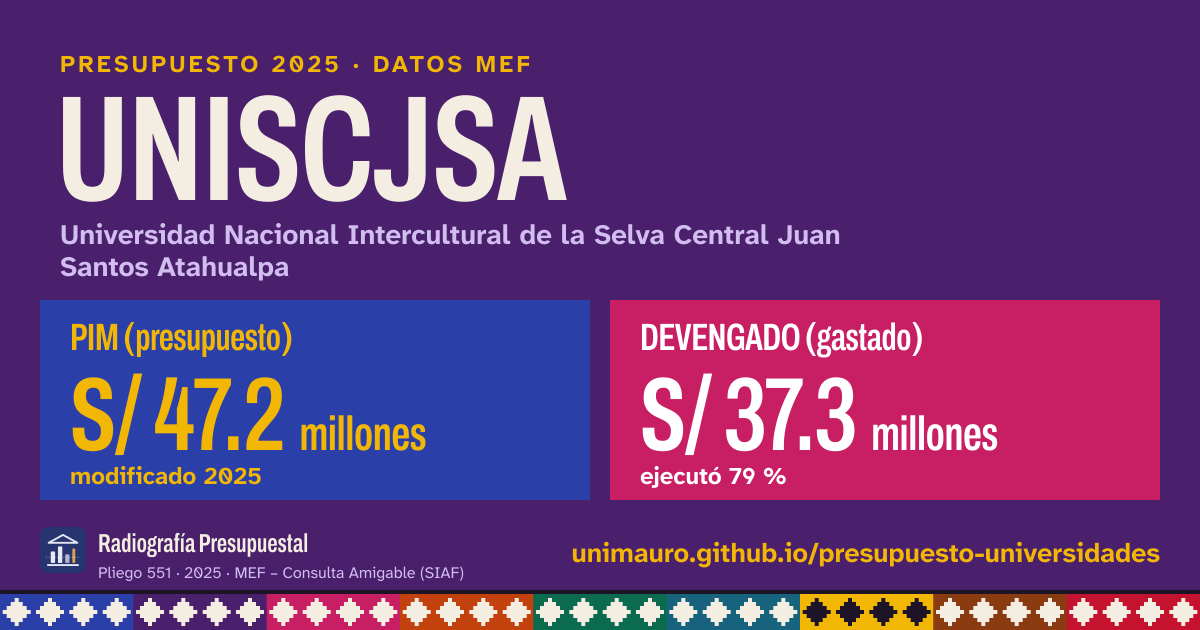 PRESUPUESTO 2025 · DATOS MEF
UNISCJSA
Universidad Nacional Intercultural de la Selva Central Juan
Santos Atahualpa
PIM (presupuesto)
S/ 47.2 millones
modificado 2025
DEVENGADO (gastado)
S/ 37.3 millones
ejecutó 79 %
Radiografía Presupuestal
Pliego 551 · 2025 · MEF – Consulta Amigable (SIAF)
unimauro.github.io/presupuesto-universidades